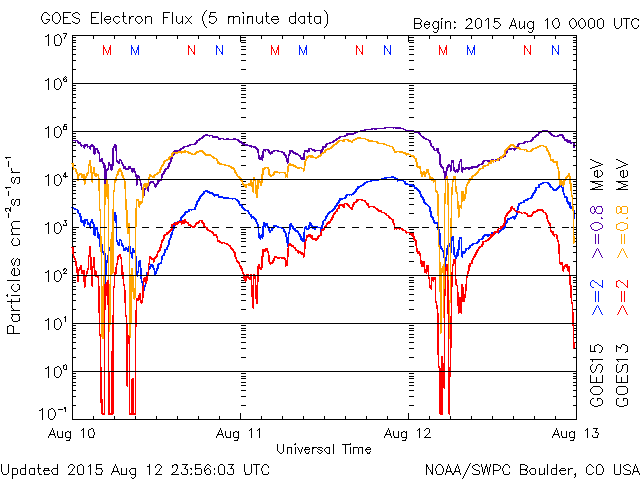 GOES Electron Flux (5 minute data)
Begin: 2015 Aug 10 0000 UTC
M M N N M M N N M M N N
10⁷
10⁶
10⁵
10⁴
10³
10²
10¹
10⁰
10⁻¹
Particles cm⁻²s⁻¹sr⁻¹
Aug 10 Aug 11 Aug 12 Aug 13
Universal Time
GOES15 >=2 >=0.8 MeV
GOES13 >=2 >=0.8 MeV
Updated 2015 Aug 12 23:56:03 UTC
NOAA/SWPC Boulder, CO USA